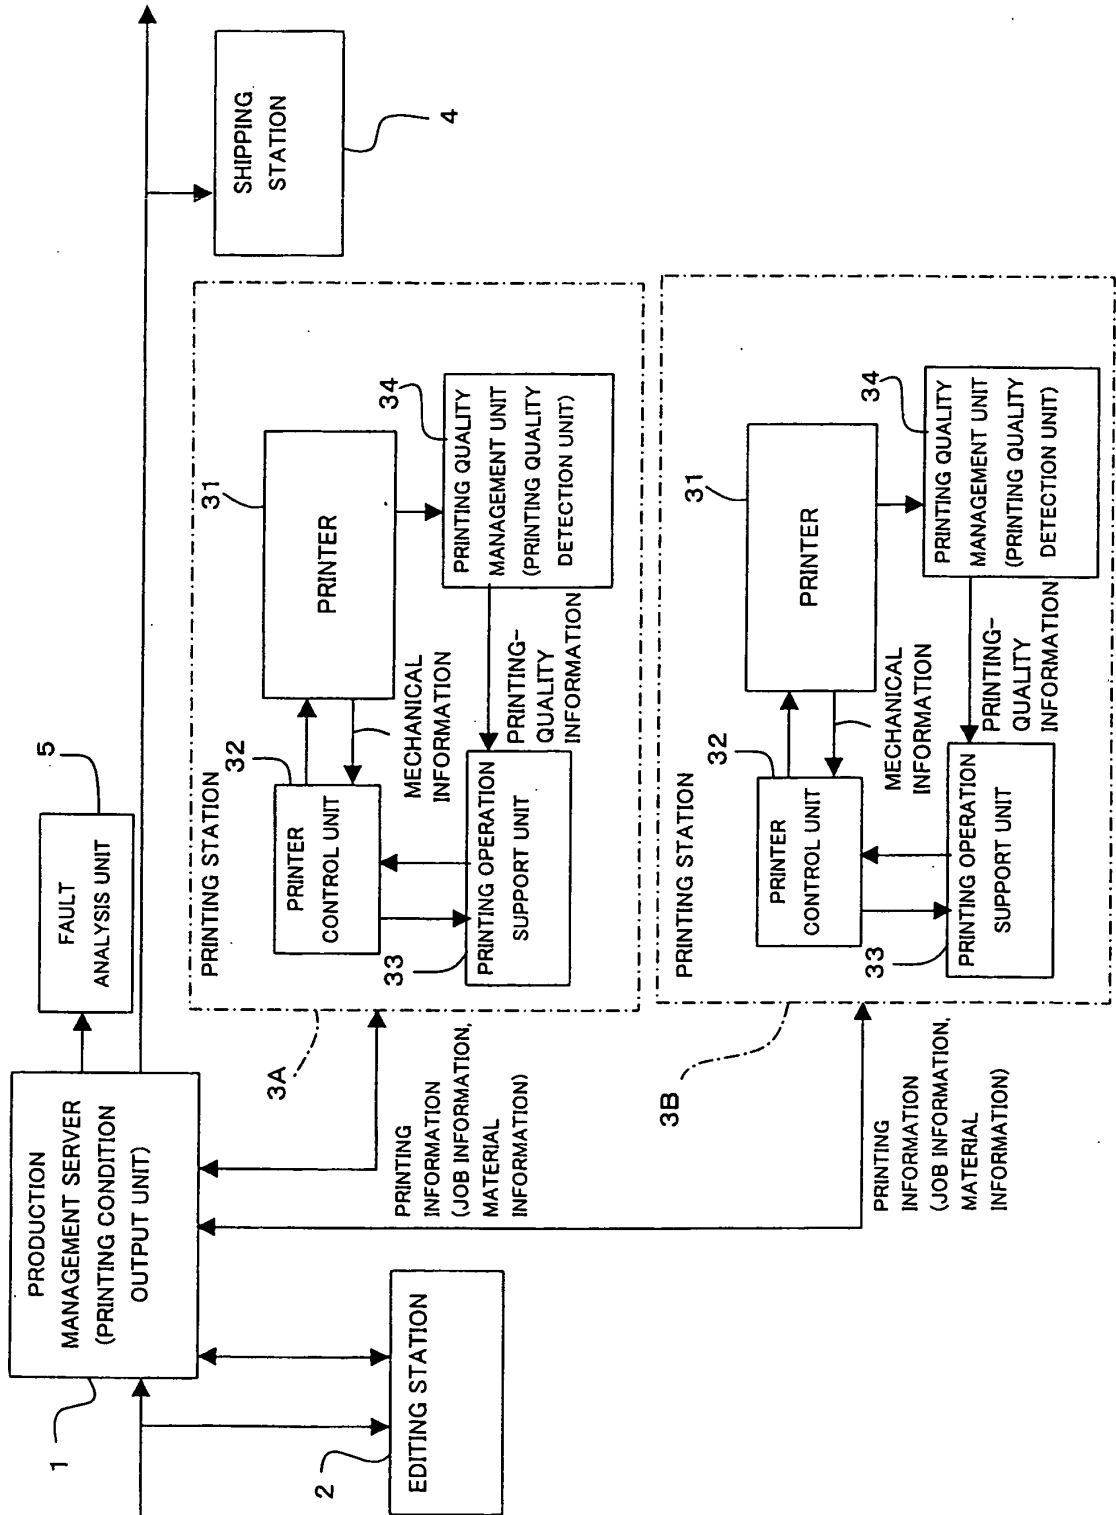 1
PRODUCTION
MANAGEMENT SERVER
(PRINTING CONDITION
OUTPUT UNIT)
5
FAULT
ANALYSIS UNIT
2
EDITING STATION
SHIPPING
STATION
4
3A
PRINTING
INFORMATION
(JOB INFORMATION,
MATERIAL
INFORMATION)
PRINTING STATION
32
PRINTER
CONTROL UNIT
31
PRINTER
MECHANICAL
INFORMATION
33
PRINTING OPERATION
SUPPORT UNIT
PRINTING-
QUALITY
INFORMATION
34
PRINTING QUALITY
MANAGEMENT UNIT
(PRINTING QUALITY
DETECTION UNIT)
3B
PRINTING
INFORMATION
(JOB INFORMATION,
MATERIAL
INFORMATION)
PRINTING STATION
32
PRINTER
CONTROL UNIT
31
PRINTER
MECHANICAL
INFORMATION
33
PRINTING OPERATION
SUPPORT UNIT
PRINTING-
QUALITY
INFORMATION
34
PRINTING QUALITY
MANAGEMENT UNIT
(PRINTING QUALITY
DETECTION UNIT)